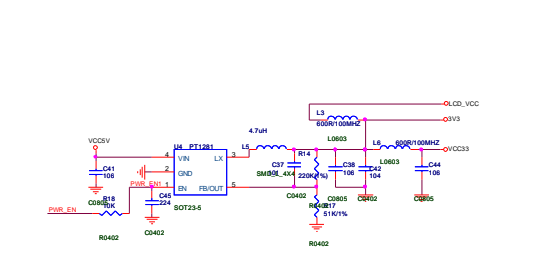 LCD_VCC
L3
600R/100MHZ
3V3
4.7uH
VCC5V
L0603
L6
600R/100MHZ
U4
PT1281
L5
VCC33
4
VIN
LX
3
R14
C41
106
2
GND
C37
C38
106
C42
104
L0603
C44
106
220K(1%)
PWR_EN1
1
EN
FB/OUT
5
C0402
C0805
C0402
C0805
R18
10K
C45
224
SOT23-5
R17
51K/1%
PWR_EN
R0402
C0402
R0402